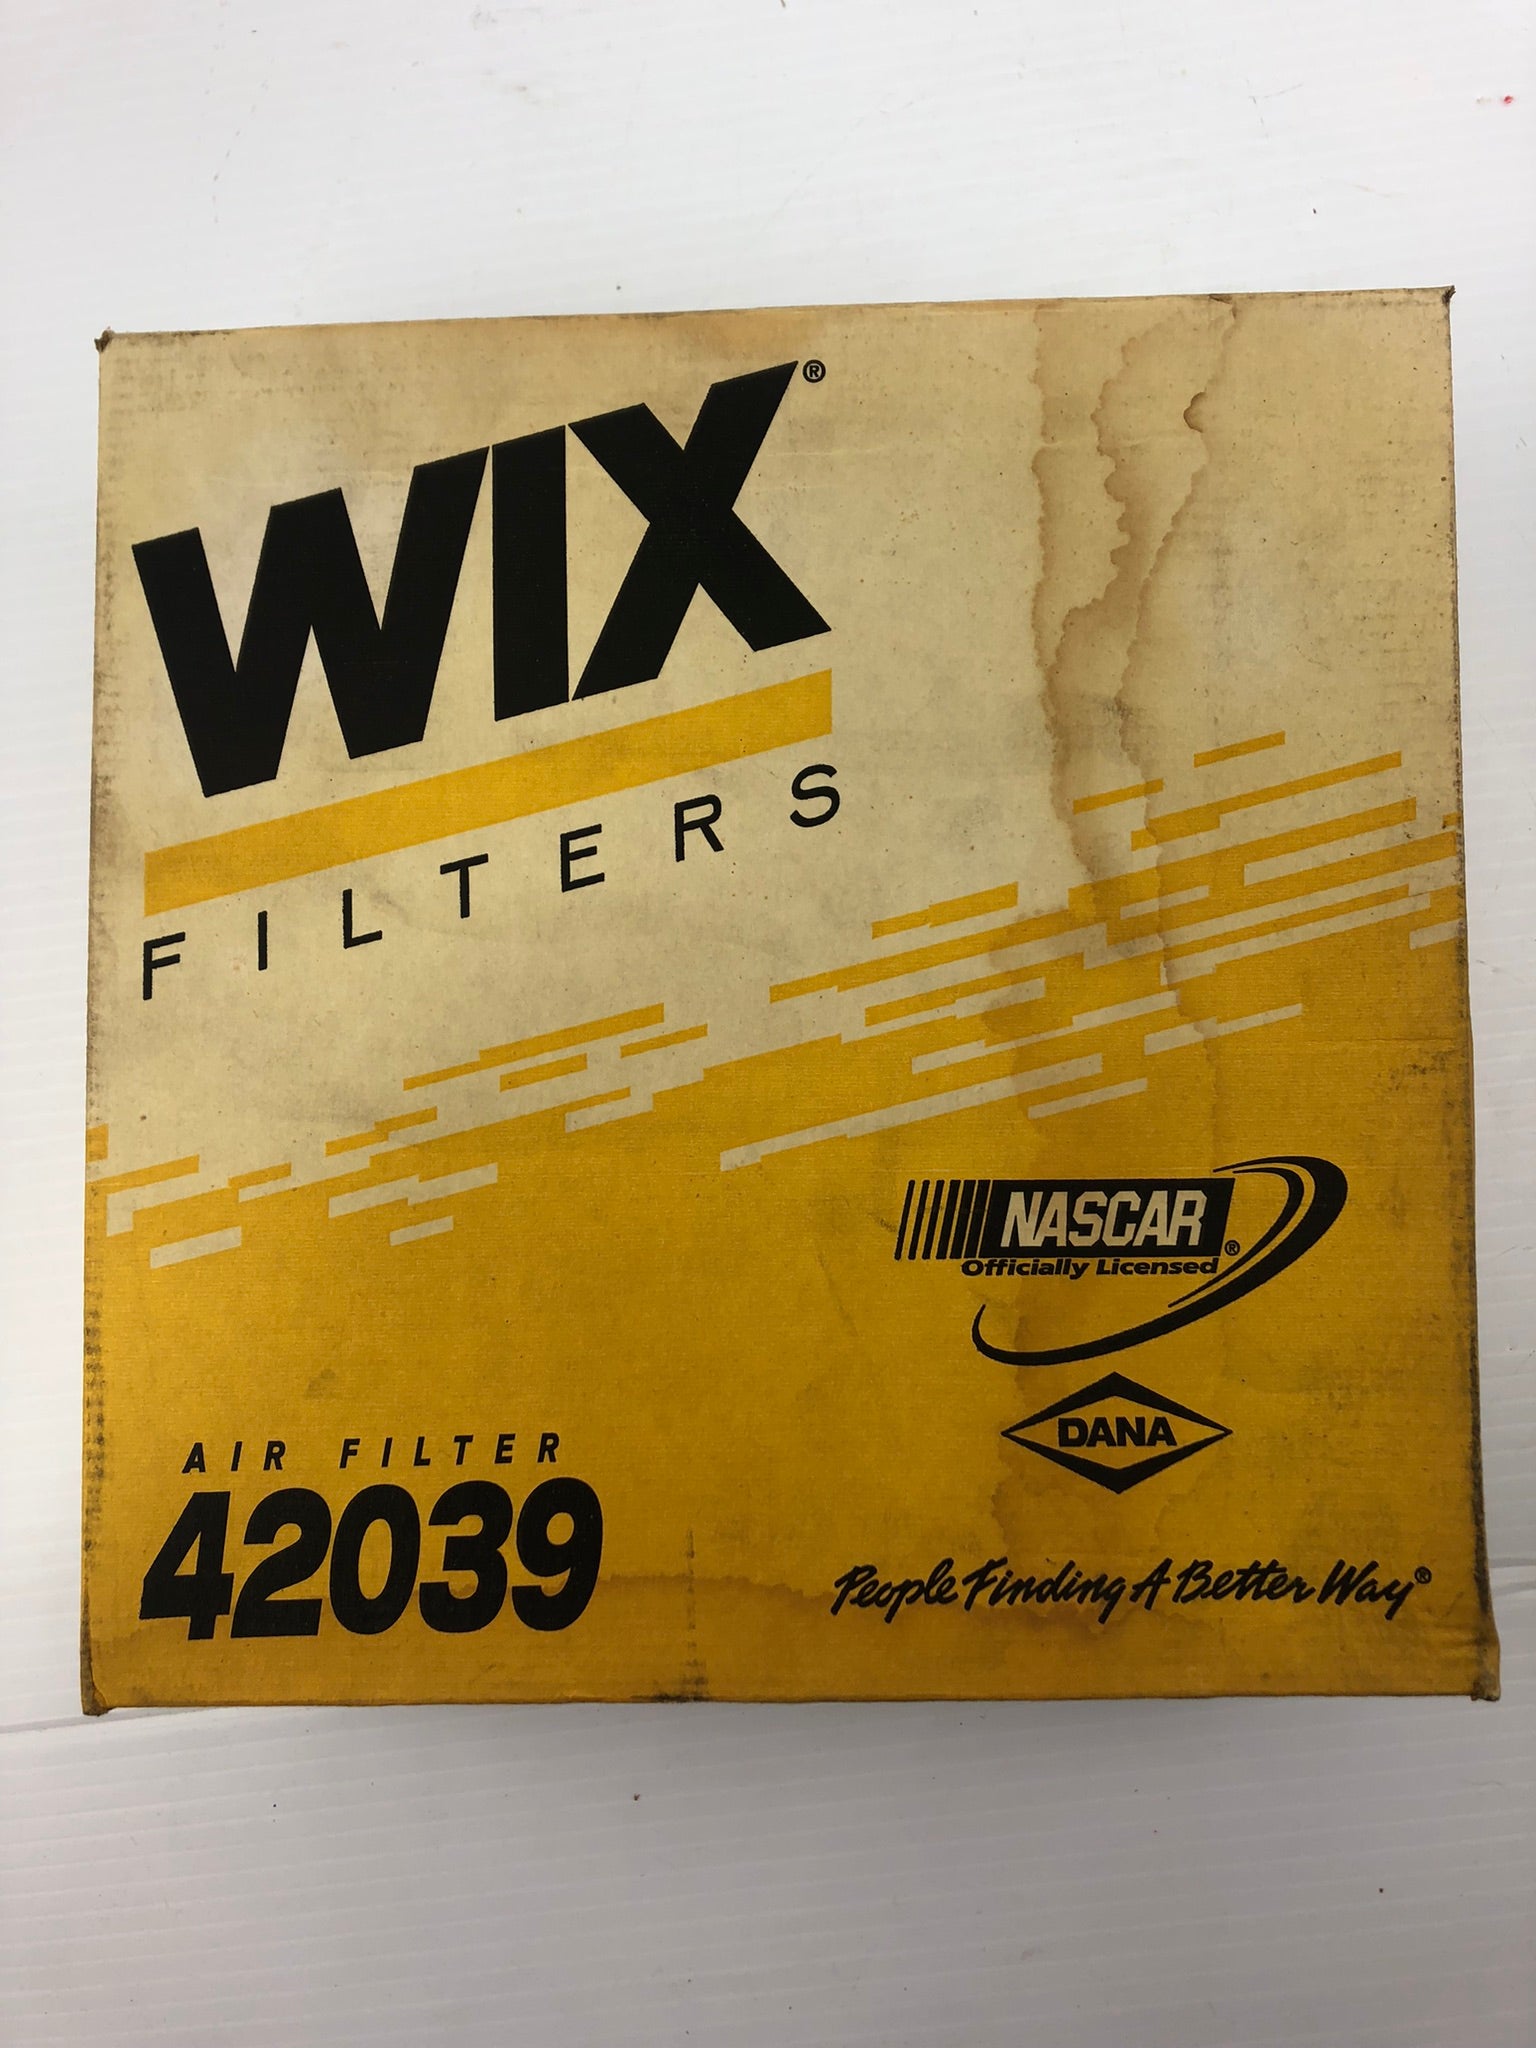 WIX®
FILTERS
NASCAR®
Officially Licensed
DANA
AIR FILTER
42039
People Finding A Better Way®